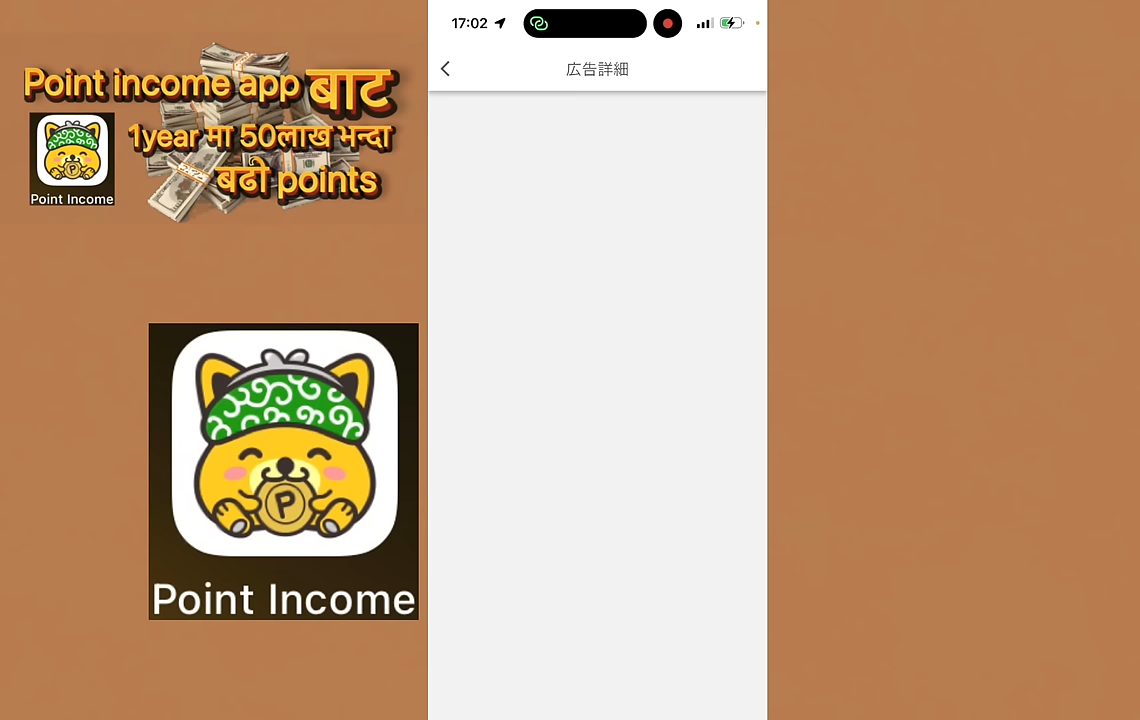 Point income app बाट
1year मा 50लाख भन्दा
बढी points
Point Income
17:02
広告詳細
P
Point Income